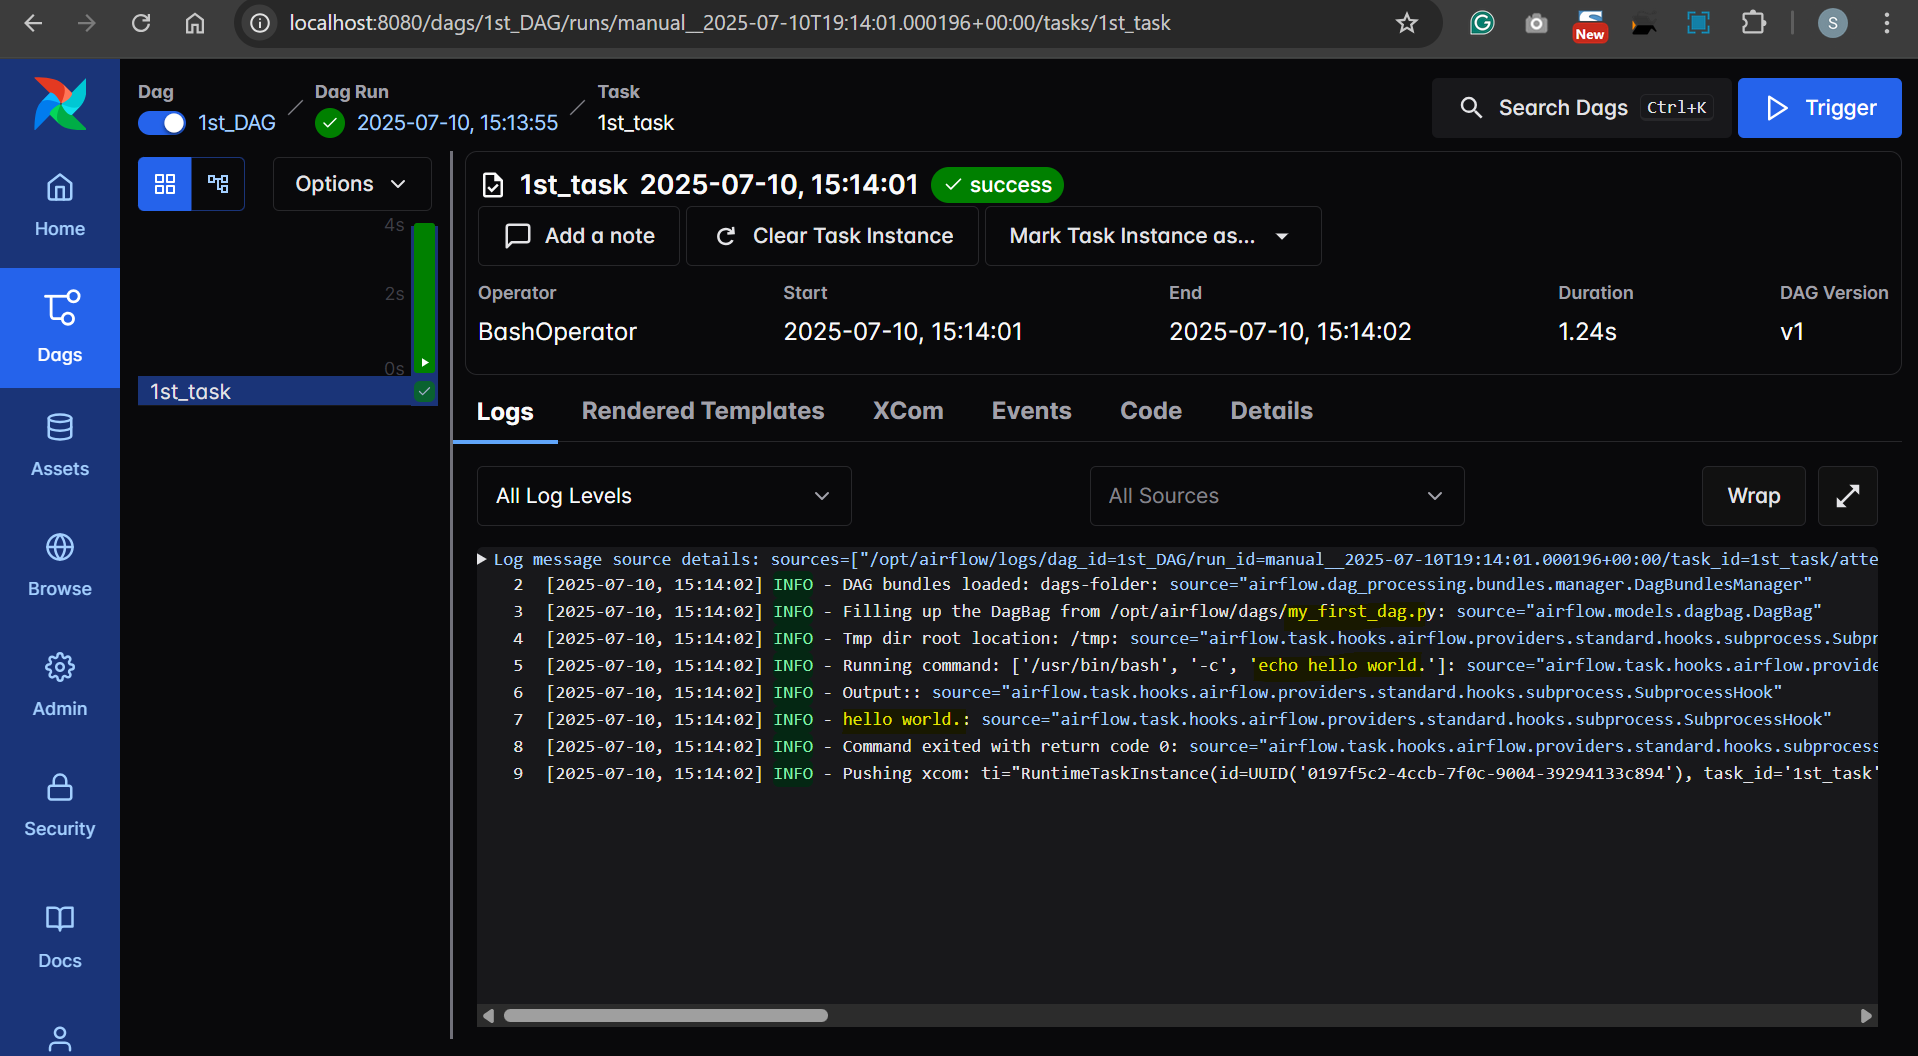 localhost:8080/dags/1st_DAG/runs/manual__2025-07-10T19:14:01.000196+00:00/tasks/1st_task
New
S
Dag
1st_DAG
Dag Run
2025-07-10, 15:13:55
Task
1st_task
Search Dags Ctrl+K
Trigger
Home
Dags
Assets
Browse
Admin
Security
Docs
Options
4s
2s
0s
1st_task
1st_task 2025-07-10, 15:14:01 success
Add a note
Clear Task Instance
Mark Task Instance as...
Operator Start End Duration DAG Version
BashOperator 2025-07-10, 15:14:01 2025-07-10, 15:14:02 1.24s v1
Logs Rendered Templates XCom Events Code Details
All Log Levels
All Sources
Wrap
Log message source details: sources=["/opt/airflow/logs/dag_id=1st_DAG/run_id=manual__2025-07-10T19:14:01.000196+00:00/task_id=1st_task/atte
2 [2025-07-10, 15:14:02] INFO - DAG bundles loaded: dags-folder: source="airflow.dag_processing.bundles.manager.DagBundlesManager"
3 [2025-07-10, 15:14:02] INFO - Filling up the DagBag from /opt/airflow/dags/my_first_dag.py: source="airflow.models.dagbag.DagBag"
4 [2025-07-10, 15:14:02] INFO - Tmp dir root location: /tmp: source="airflow.task.hooks.airflow.providers.standard.hooks.subprocess.Subpr
5 [2025-07-10, 15:14:02] INFO - Running command: ['/usr/bin/bash', '-c', 'echo hello world.']: source="airflow.task.hooks.airflow.provide
6 [2025-07-10, 15:14:02] INFO - Output:: source="airflow.task.hooks.airflow.providers.standard.hooks.subprocess.SubprocessHook"
7 [2025-07-10, 15:14:02] INFO - hello world.: source="airflow.task.hooks.airflow.providers.standard.hooks.subprocess.SubprocessHook"
8 [2025-07-10, 15:14:02] INFO - Command exited with return code 0: source="airflow.task.hooks.airflow.providers.standard.hooks.subprocess
9 [2025-07-10, 15:14:02] INFO - Pushing xcom: ti="RuntimeTaskInstance(id=UUID('0197f5c2-4ccb-7f0c-9004-39294133c894'), task_id='1st_task'